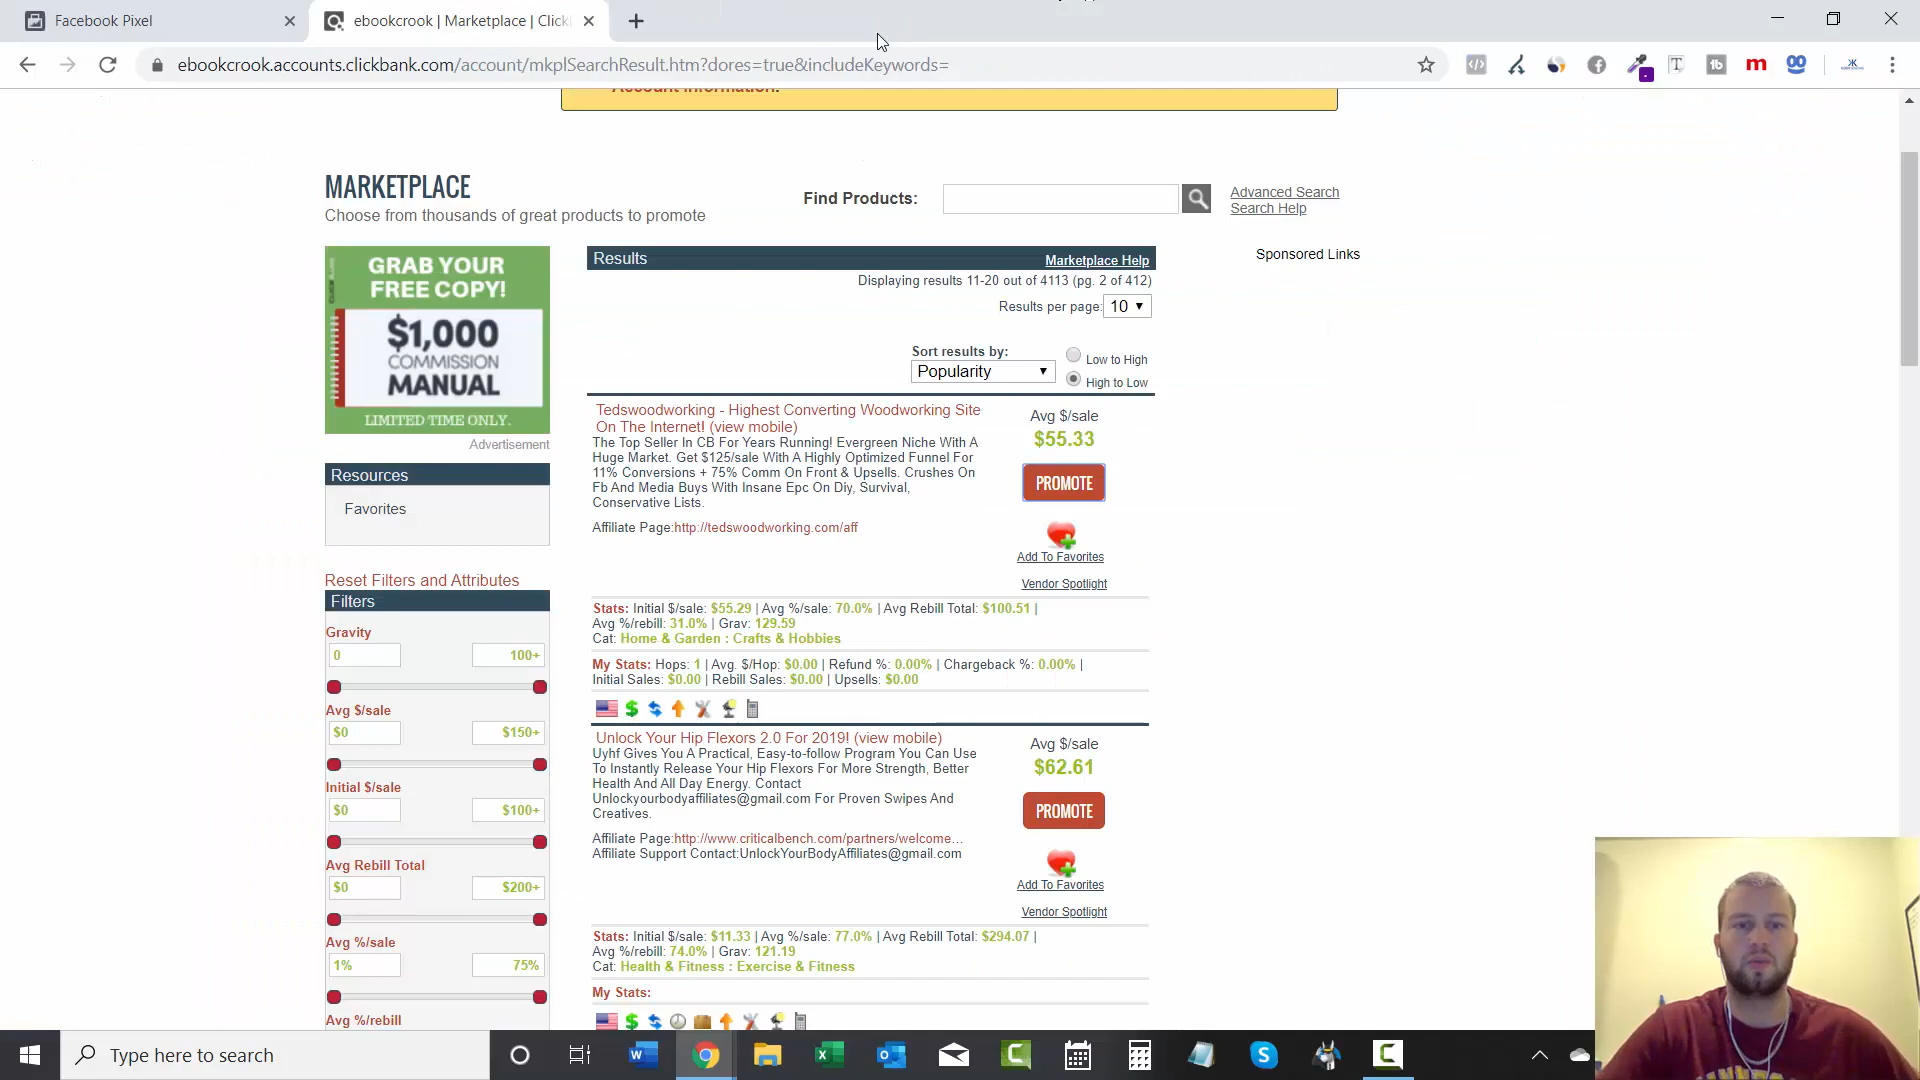 Facebook Pixel
ebookcrook | Marketplace | Click
ebookcrook.accounts.clickbank.com/account/mkplSearchResult.htm?dores=true&includeKeywords=
Account Information.
MARKETPLACE
Choose from thousands of great products to promote
Find Products:
Advanced Search
Search Help
GRAB YOUR
FREE COPY!
$1,000
COMMISSION
MANUAL
LIMITED TIME ONLY.
Advertisement
Resources
Favorites
Reset Filters and Attributes
Filters
Gravity
0 100+
Avg $/sale
$0 $150+
Initial $/sale
$0 $100+
Avg Rebill Total
$0 $200+
Avg %/sale
1% 75%
Avg %/rebill
Results
Marketplace Help
Displaying results 11-20 out of 4113 (pg. 2 of 412)
Results per page: 10
Sort results by:
Popularity
Low to High
High to Low
Tedswoodworking - Highest Converting Woodworking Site
On The Internet! (view mobile)
The Top Seller In CB For Years Running! Evergreen Niche With A
Huge Market. Get $125/sale With A Highly Optimized Funnel For
11% Conversions + 75% Comm On Front & Upsells. Crushes On
Fb And Media Buys With Insane Epc On Diy, Survival,
Conservative Lists.
Affiliate Page:http://tedswoodworking.com/aff
Avg $/sale
$55.33
PROMOTE
Add To Favorites
Vendor Spotlight
Stats: Initial $/sale: $55.29 | Avg %/sale: 70.0% | Avg Rebill Total: $100.51 |
Avg %/rebill: 31.0% | Grav: 129.59
Cat: Home & Garden : Crafts & Hobbies
My Stats: Hops: 1 | Avg. $/Hop: $0.00 | Refund %: 0.00% | Chargeback %: 0.00% |
Initial Sales: $0.00 | Rebill Sales: $0.00 | Upsells: $0.00
Unlock Your Hip Flexors 2.0 For 2019! (view mobile)
Uyhf Gives You A Practical, Easy-to-follow Program You Can Use
To Instantly Release Your Hip Flexors For More Strength, Better
Health And All Day Energy. Contact
Unlockyourbodyaffiliates@gmail.com For Proven Swipes And
Creatives.
Affiliate Page:http://www.criticalbench.com/partners/welcome...
Affiliate Support Contact:UnlockYourBodyAffiliates@gmail.com
Avg $/sale
$62.61
PROMOTE
Add To Favorites
Vendor Spotlight
Stats: Initial $/sale: $11.33 | Avg %/sale: 77.0% | Avg Rebill Total: $294.07 |
Avg %/rebill: 74.0% | Grav: 121.19
Cat: Health & Fitness : Exercise & Fitness
My Stats:
Sponsored Links
Type here to search